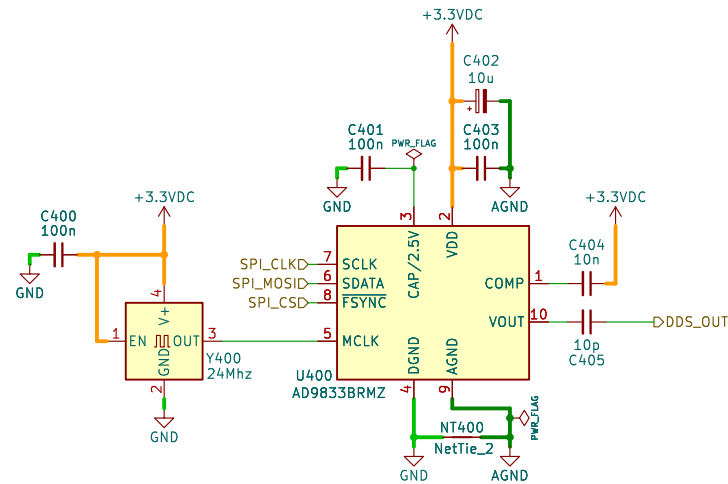 +3.3VDC
C402
10u
+
C401
100n
PWR_FLAG
C403
100n
GND
AGND
+3.3VDC
+3.3VDC
C400
100n
3
2
CAP/2.5V
VDD
C404
10n
SPI_CLK
7
SCLK
SPI_MOSI
6
SDATA
SPI_CS
8
FSYNC
COMP
1
GND
4
V+
1
EN
OUT
3
GND
2
Y400
24Mhz
5
MCLK
VOUT
10
DDS_OUT
10p
C405
DGND
AGND
U400
AD9833BRMZ
4
9
PWR_FLAG
GND
NT400
NetTie_2
GND
AGND